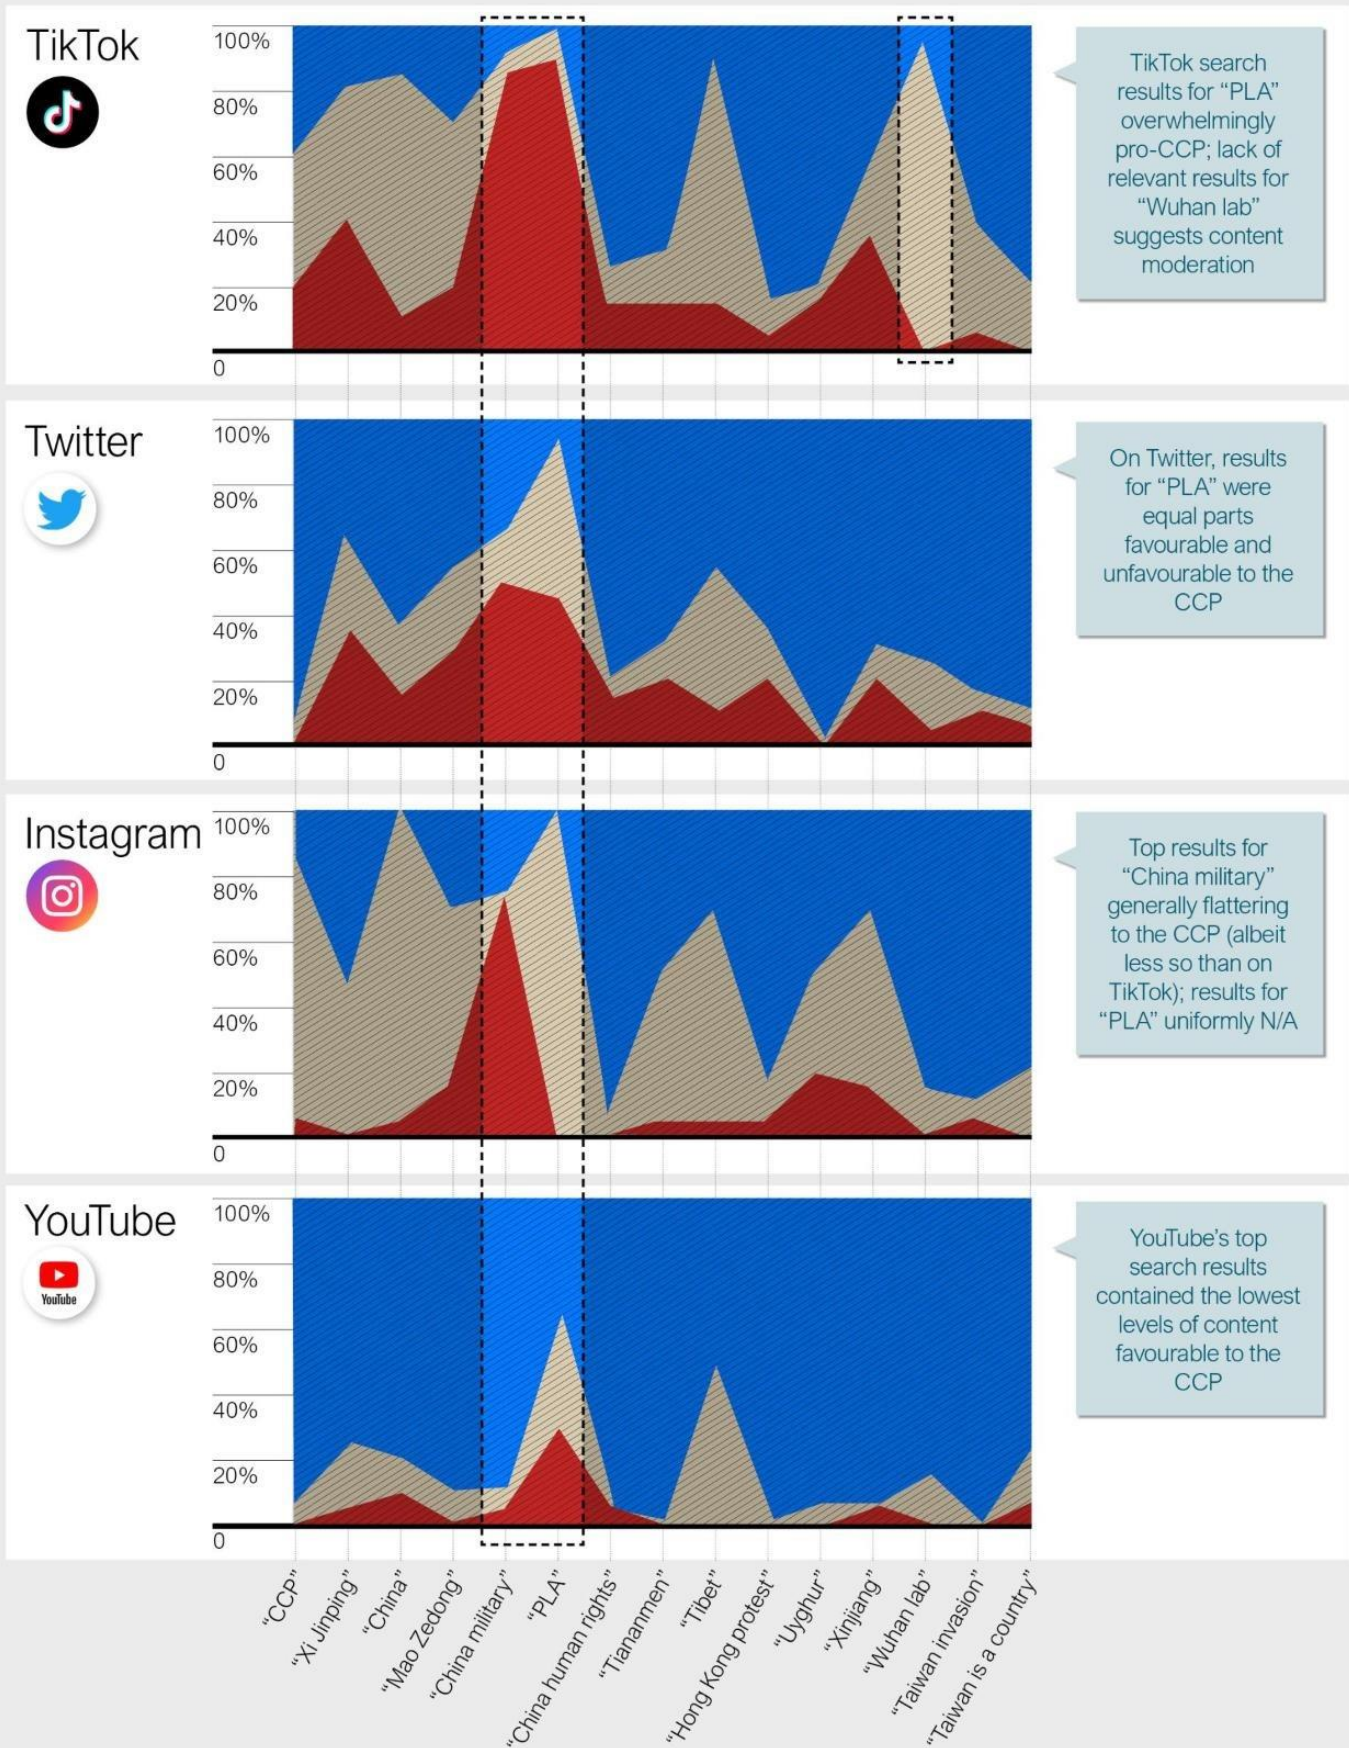 TikTok
100%
80%
60%
40%
20%
0
TikTok search
results for “PLA”
overwhelmingly
pro-CCP; lack of
relevant results for
“Wuhan lab”
suggests content
moderation
Twitter
100%
80%
60%
40%
20%
0
On Twitter, results
for “PLA” were
equal parts
favourable and
unfavourable to the
CCP
Instagram
100%
80%
60%
40%
20%
0
Top results for
“China military”
generally flattering
to the CCP (albeit
less so than on
TikTok); results for
“PLA” uniformly N/A
YouTube
YouTube
100%
80%
60%
40%
20%
0
YouTube’s top
search results
contained the lowest
levels of content
favourable to the
CCP
“CCP”
“Xi Jinping”
“China”
“Mao Zedong”
“China military”
“PLA”
“China human rights”
“Tiananmen”
“Tibet”
“Hong Kong protest”
“Uyghur”
“Xinjiang”
“Wuhan lab”
“Taiwan invasion”
“Taiwan is a country”